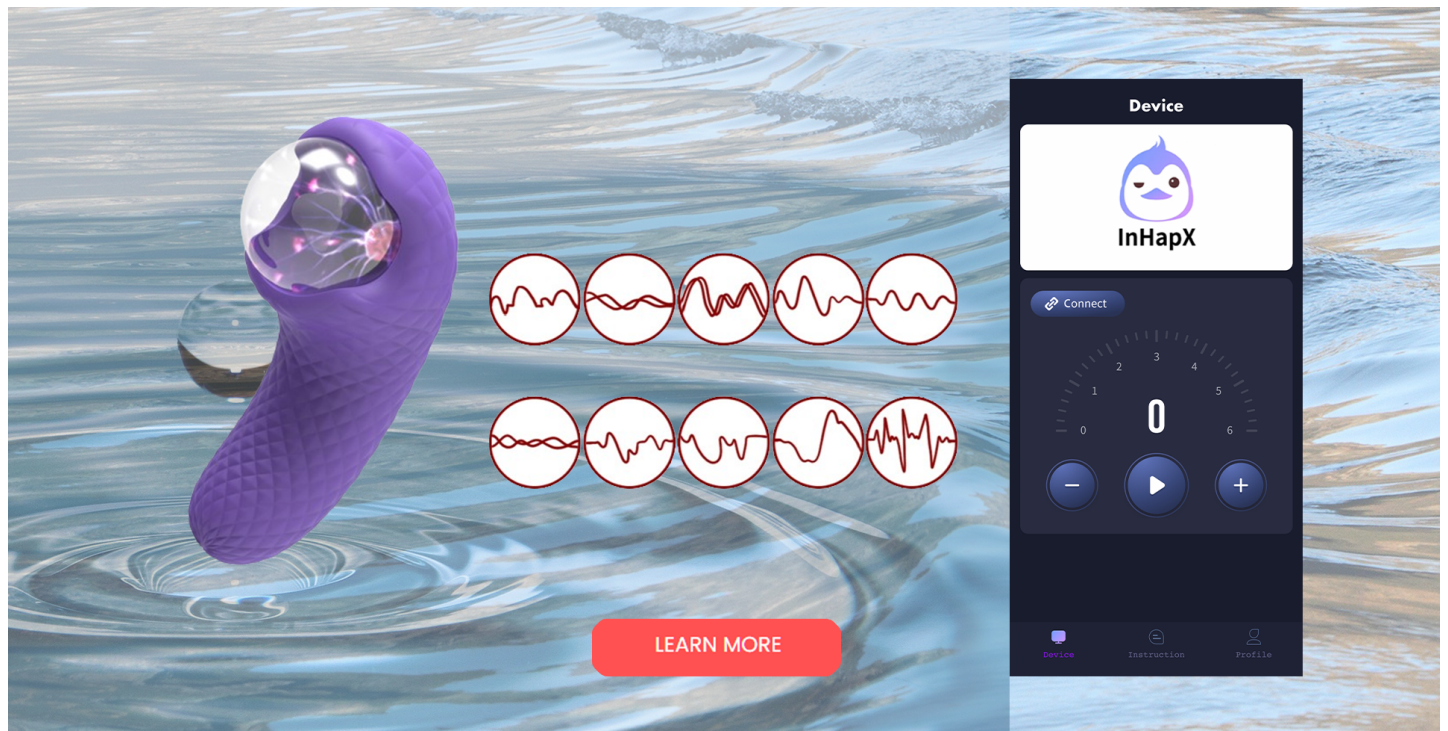 Device
InHapX
Connect
3
2
4
1
5
0
0
6
LEARN MORE
Device
Instruction
Profile